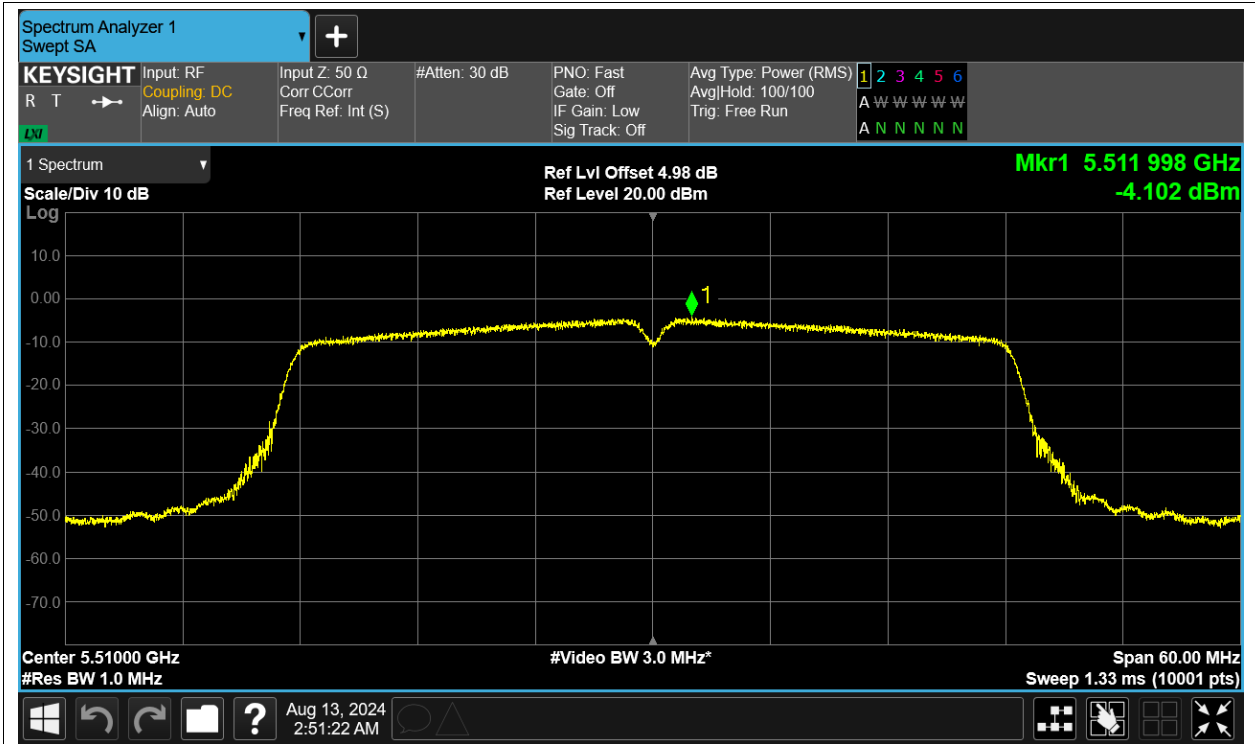 Spectrum Analyzer 1
Swept SA
KEYSIGHT
R T
LXI
Input: RF
Coupling: DC
Align: Auto
Input Z: 50 Ω
Corr CCorr
Freq Ref: Int (S)
#Atten: 30 dB
PNO: Fast
Gate: Off
IF Gain: Low
Sig Track: Off
Avg Type: Power (RMS)
Avg|Hold: 100/100
Trig: Free Run
1 2 3 4 5 6
A W W W W W
A N N N N N
1 Spectrum
Scale/Div 10 dB
Log
Ref Lvl Offset 4.98 dB
Ref Level 20.00 dBm
Mkr1 5.511 998 GHz
-4.102 dBm
10.0
0.00
-10.0
-20.0
-30.0
-40.0
-50.0
-60.0
-70.0
1
Center 5.51000 GHz
#Res BW 1.0 MHz
#Video BW 3.0 MHz*
Span 60.00 MHz
Sweep 1.33 ms (10001 pts)
?
Aug 13, 2024
2:51:22 AM